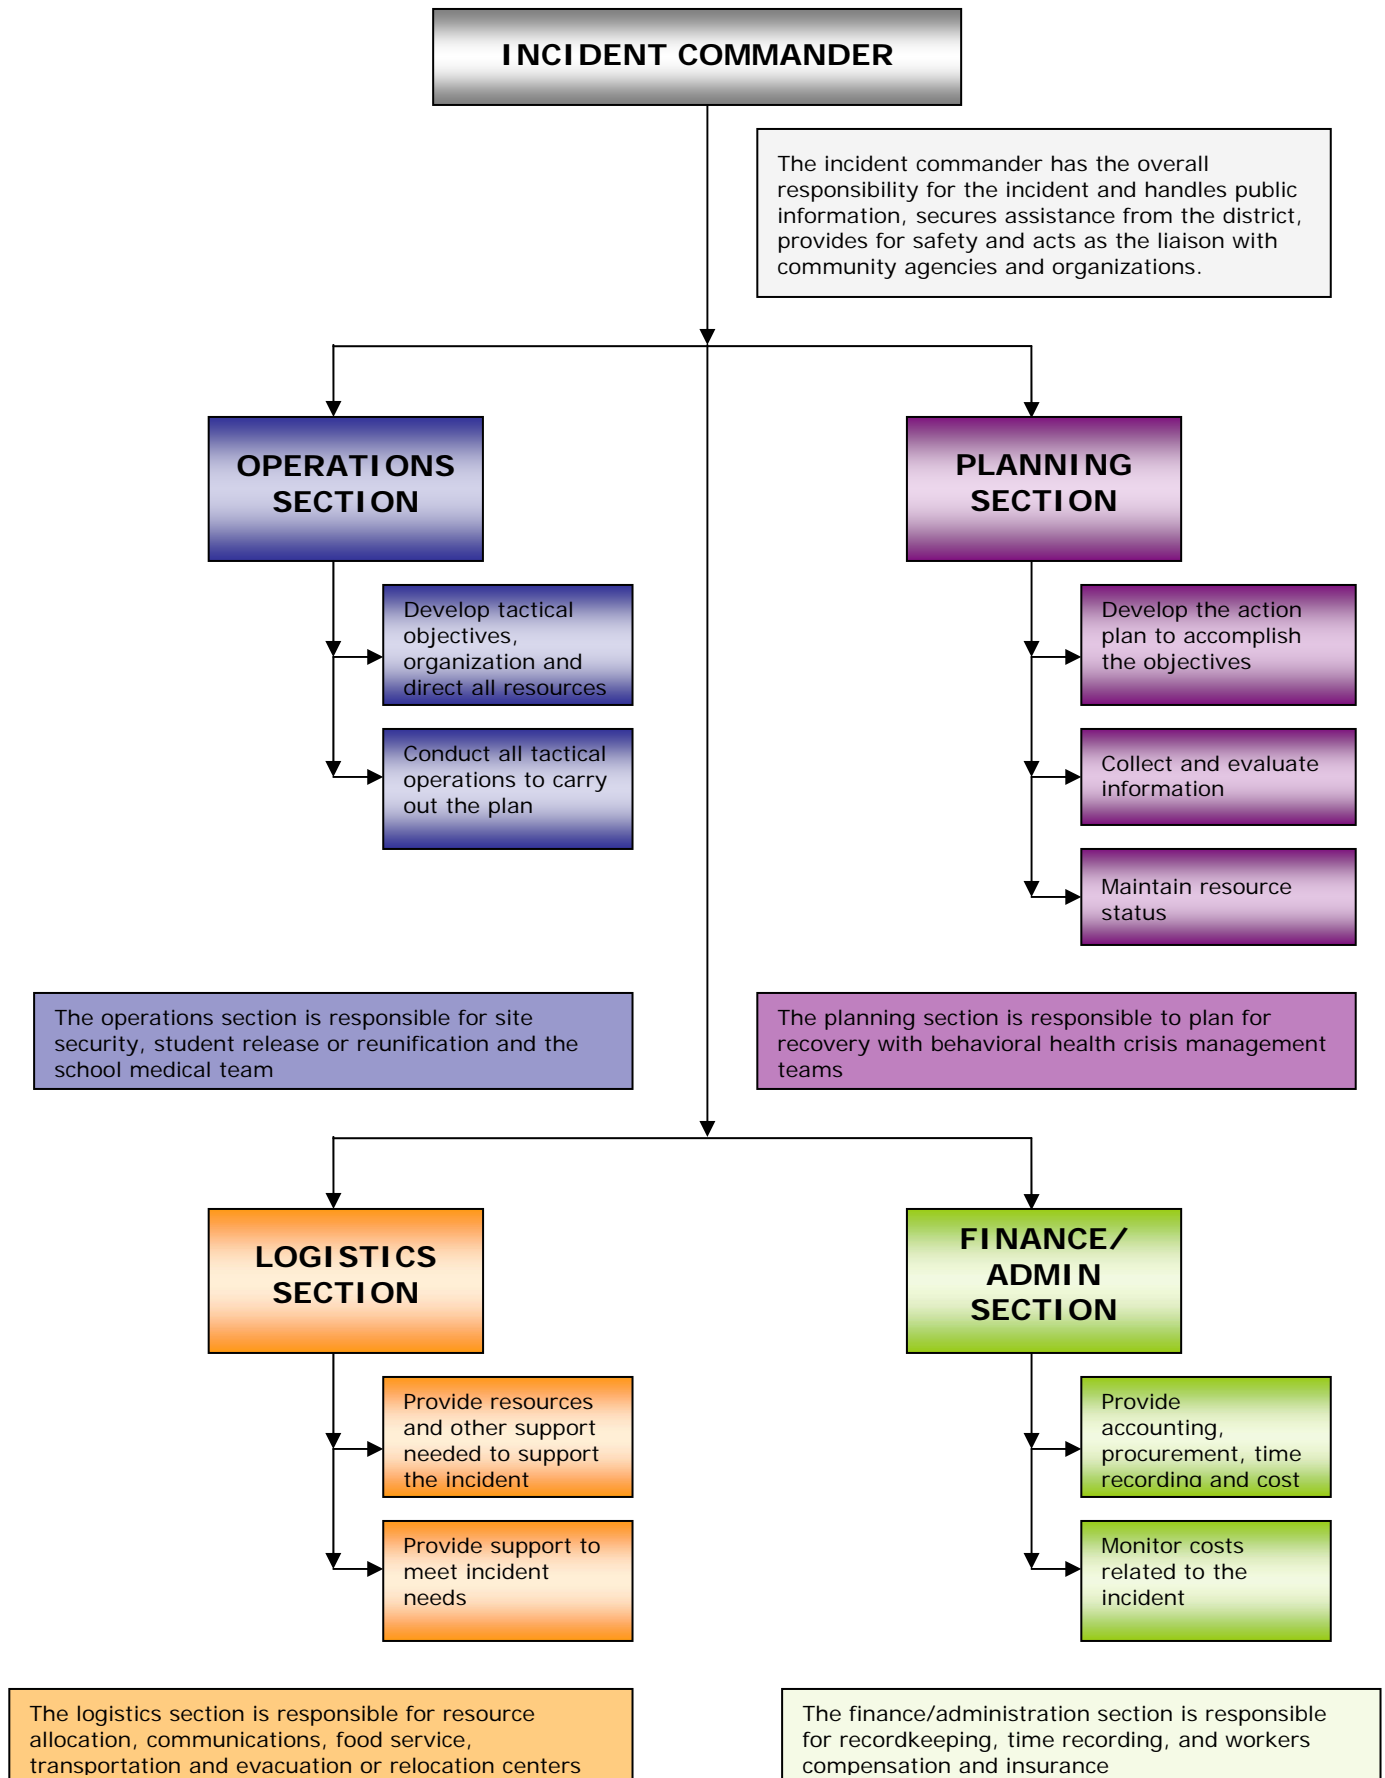 INCIDENT COMMANDER
The incident commander has the overall
responsibility for the incident and handles public
information, secures assistance from the district,
provides for safety and acts as the liaison with
community agencies and organizations.
OPERATIONS
SECTION
Develop tactical
objectives,
organization and
direct all resources
Conduct all tactical
operations to carry
out the plan
The operations section is responsible for site
security, student release or reunification and the
school medical team
PLANNING
SECTION
Develop the action
plan to accomplish
the objectives
Collect and evaluate
information
Maintain resource
status
The planning section is responsible to plan for
recovery with behavioral health crisis management
teams
LOGISTICS
SECTION
Provide resources
and other support
needed to support
the incident
Provide support to
meet incident
needs
The logistics section is responsible for resource
allocation, communications, food service,
transportation and evacuation or relocation centers
FINANCE/
ADMIN
SECTION
Provide
accounting,
procurement, time
recording and cost
Monitor costs
related to the
incident
The finance/administration section is responsible
for recordkeeping, time recording, and workers
compensation and insurance